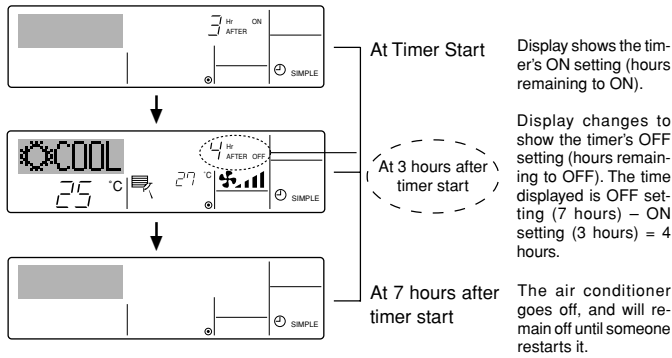 3 Hr ON
AFTER
SIMPLE
At Timer Start
Display shows the tim-
er's ON setting (hours
remaining to ON).
COOL
4 Hr
AFTER OFF
25 °C
27 °C
SIMPLE
At 3 hours after
timer start
Display changes to
show the timer's OFF
setting (hours remain-
ing to OFF). The time
displayed is OFF set-
ting (7 hours) – ON
setting (3 hours) = 4
hours.
SIMPLE
At 7 hours after
timer start
The air conditioner
goes off, and will re-
main off until someone
restarts it.